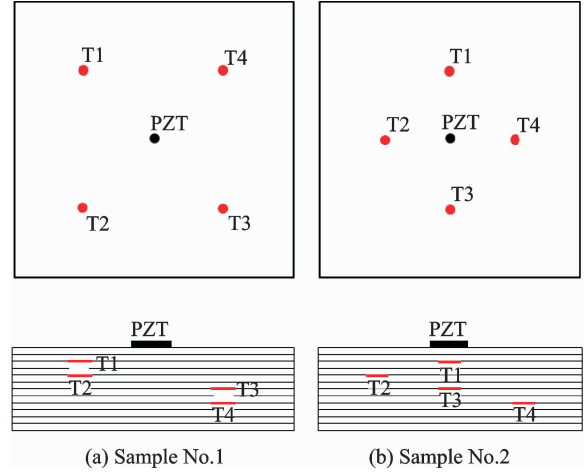 T1 T4
PZT
T2 T3
T1
T2 PZT T4
T3
PZT
T1
T2 T3
T4
PZT
T1
T2
T3
T4
(a) Sample No.1
(b) Sample No.2